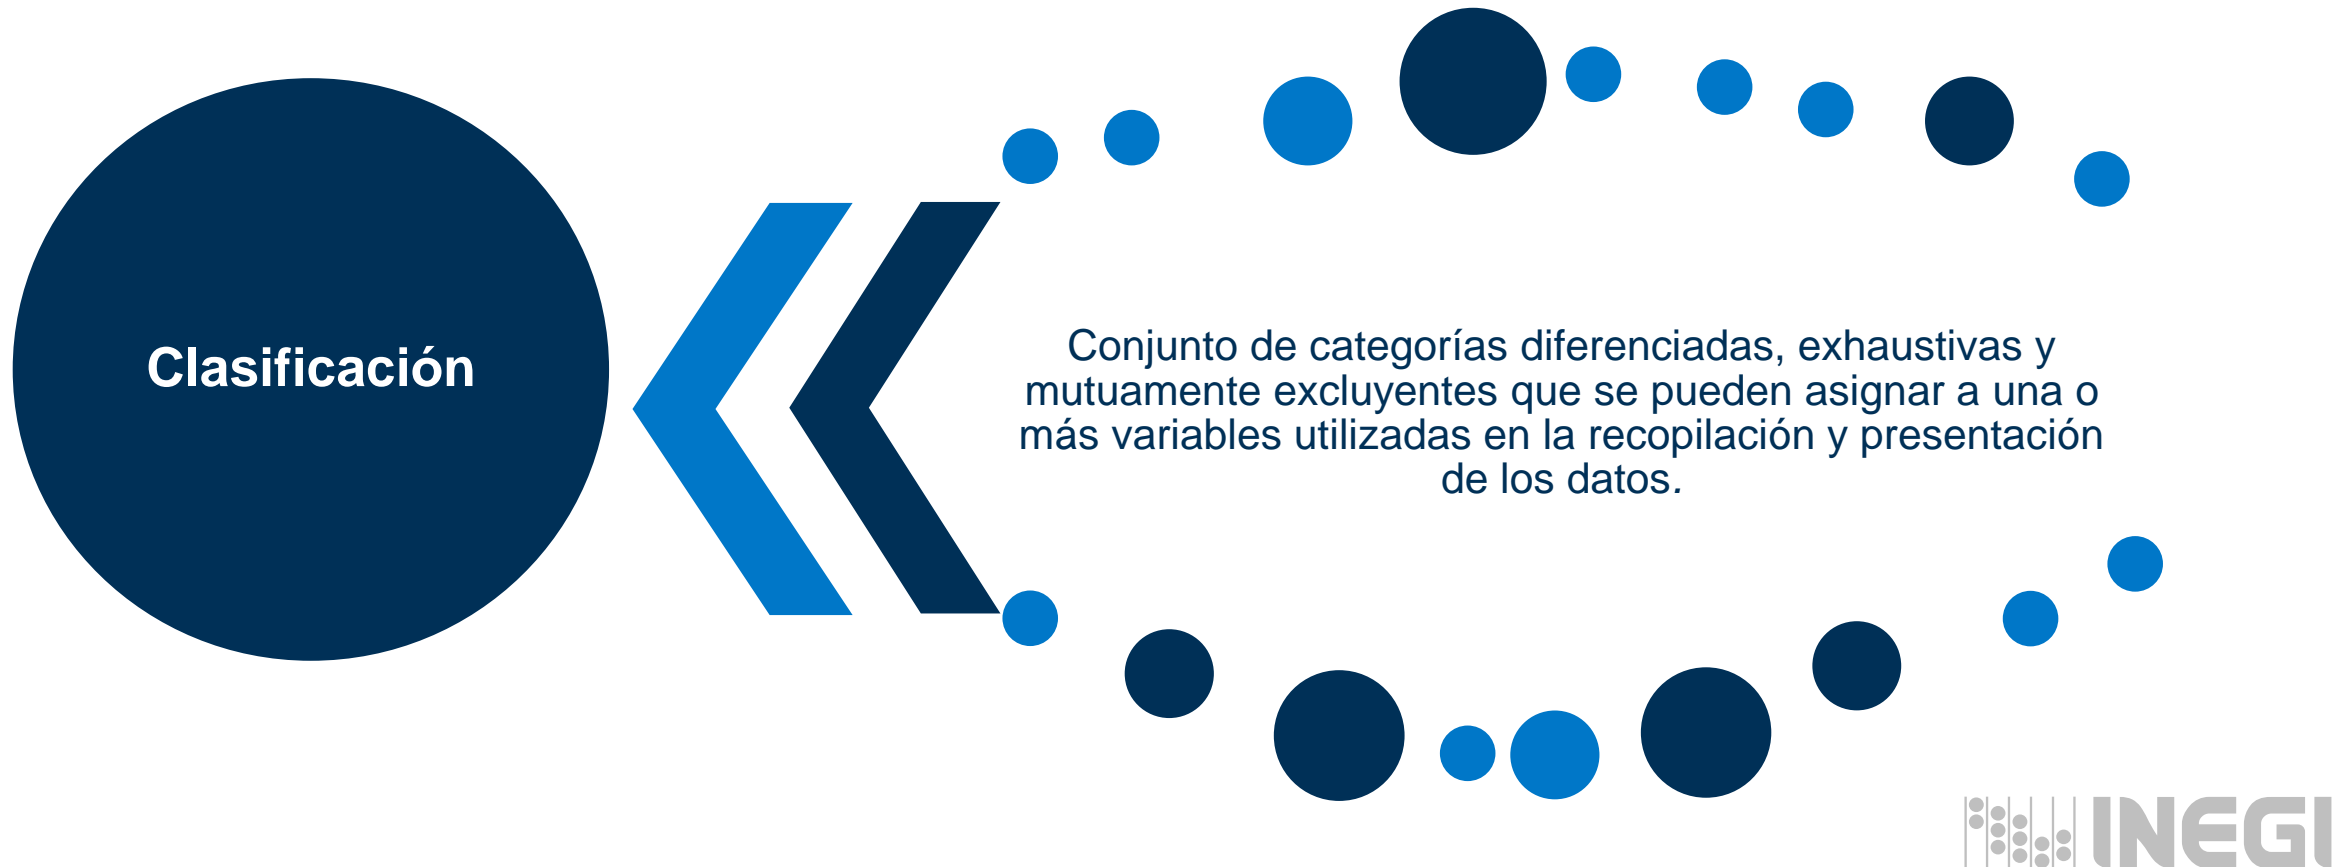 Clasificación
Conjunto de categorías diferenciadas, exhaustivas y
mutuamente excluyentes que se pueden asignar a una o
más variables utilizadas en la recopilación y presentación
de los datos.
INEGI